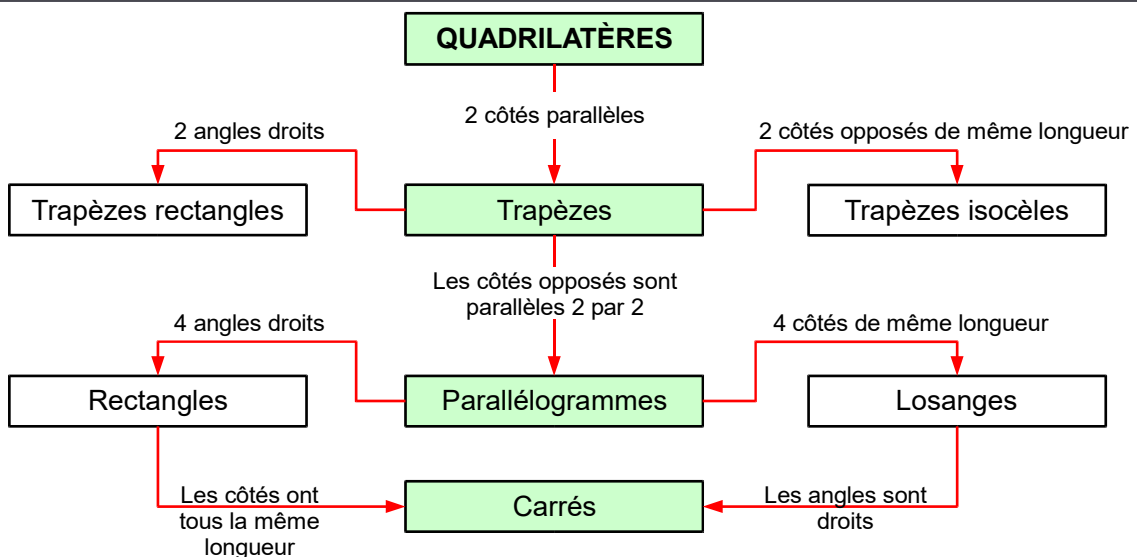 QUADRILATÈRES
2 côtés parallèles
2 angles droits
2 côtés opposés de même longueur
Trapèzes rectangles
Trapèzes
Trapèzes isocèles
Les côtés opposés sont
parallèles 2 par 2
4 angles droits
4 côtés de même longueur
Rectangles
Parallélogrammes
Losanges
Les côtés ont
tous la même
longueur
Carrés
Les angles sont
droits